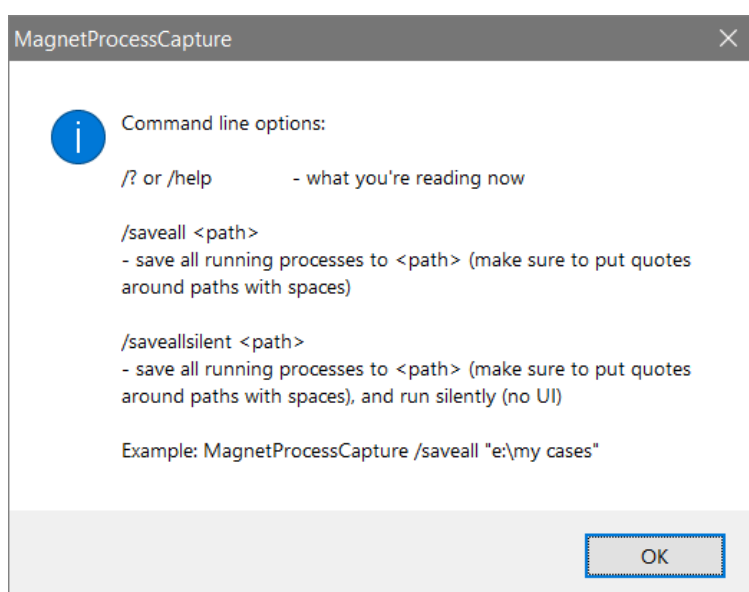 MagnetProcessCapture
Command line options:
/? or /help - what you're reading now
/saveall <path>
- save all running processes to <path> (make sure to put quotes
around paths with spaces)
/saveallsilent <path>
- save all running processes to <path> (make sure to put quotes
around paths with spaces), and run silently (no UI)
Example: MagnetProcessCapture /saveall "e:\my cases"
OK